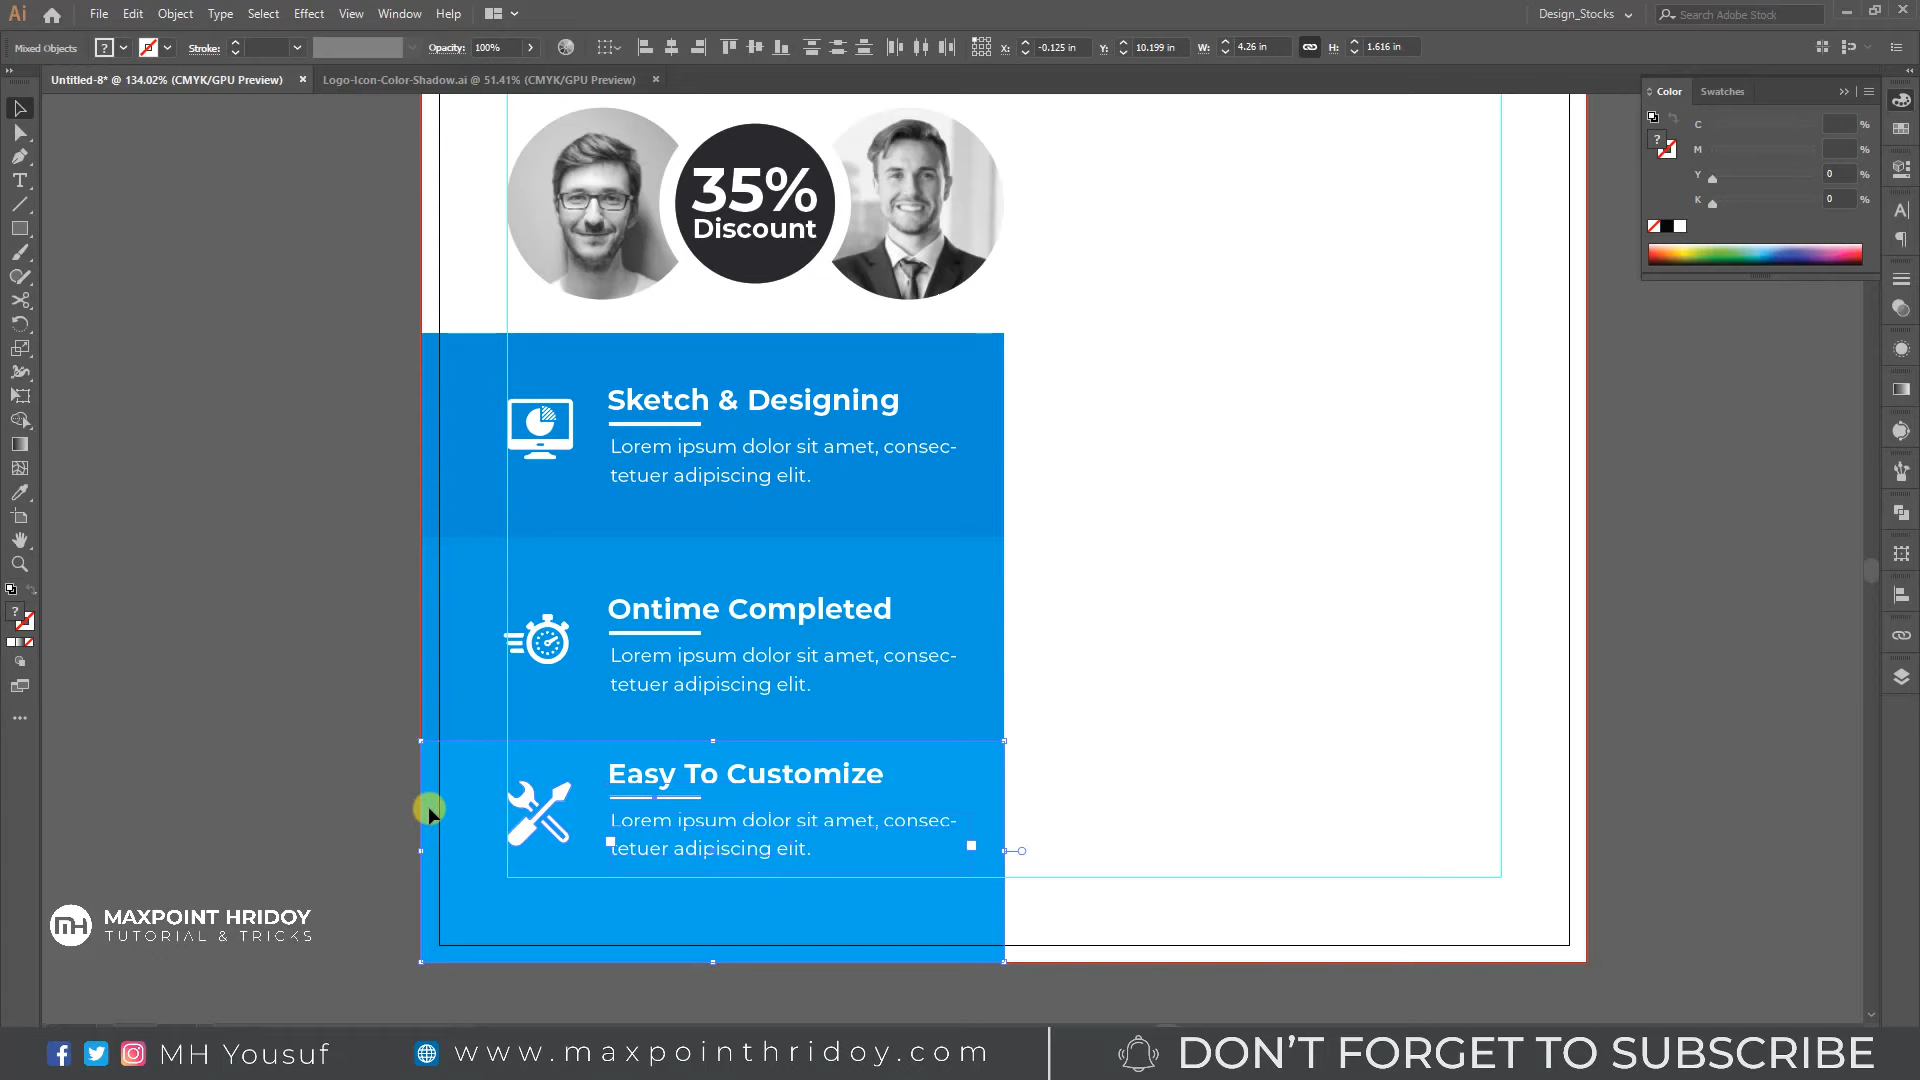 Ai File Edit Object Type Select Effect View Window Help Design_Stocks Search Adobe Stock
Mixed Objects ? Stroke: Opacity: 100% X: -0.125 in Y: 10.199 in W: 4.26 in H: 1.616 in
Untitled-8* @ 134.02% (CMYK/GPU Preview) × Logo-Icon-Color-Shadow.ai @ 51.41% (CMYK/GPU Preview) ×
Color Swatches
C %
M %
Y 0 %
K 0 %
35%
Discount
Sketch & Designing
Lorem ipsum dolor sit amet, consec-
tetuer adipiscing elit.
Ontime Completed
Lorem ipsum dolor sit amet, consec-
tetuer adipiscing elit.
Easy To Customize
Lorem ipsum dolor sit amet, consec-
tetuer adipiscing elit.
MH MAXPOINT HRIDOY
TUTORIAL & TRICKS
MH Yousuf
www.maxpointhridoy.com
DON'T FORGET TO SUBSCRIBE